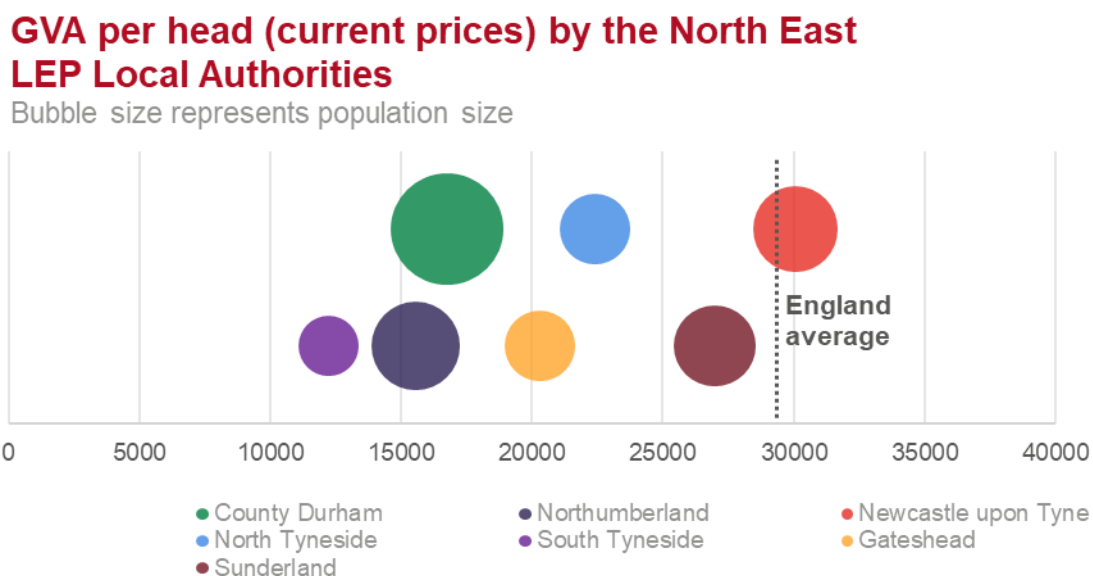 GVA per head (current prices) by the North East
LEP Local Authorities
Bubble size represents population size
England
average
0 5000 10000 15000 20000 25000 30000 35000 40000
County Durham Northumberland Newcastle upon Tyne
North Tyneside South Tyneside Gateshead
Sunderland